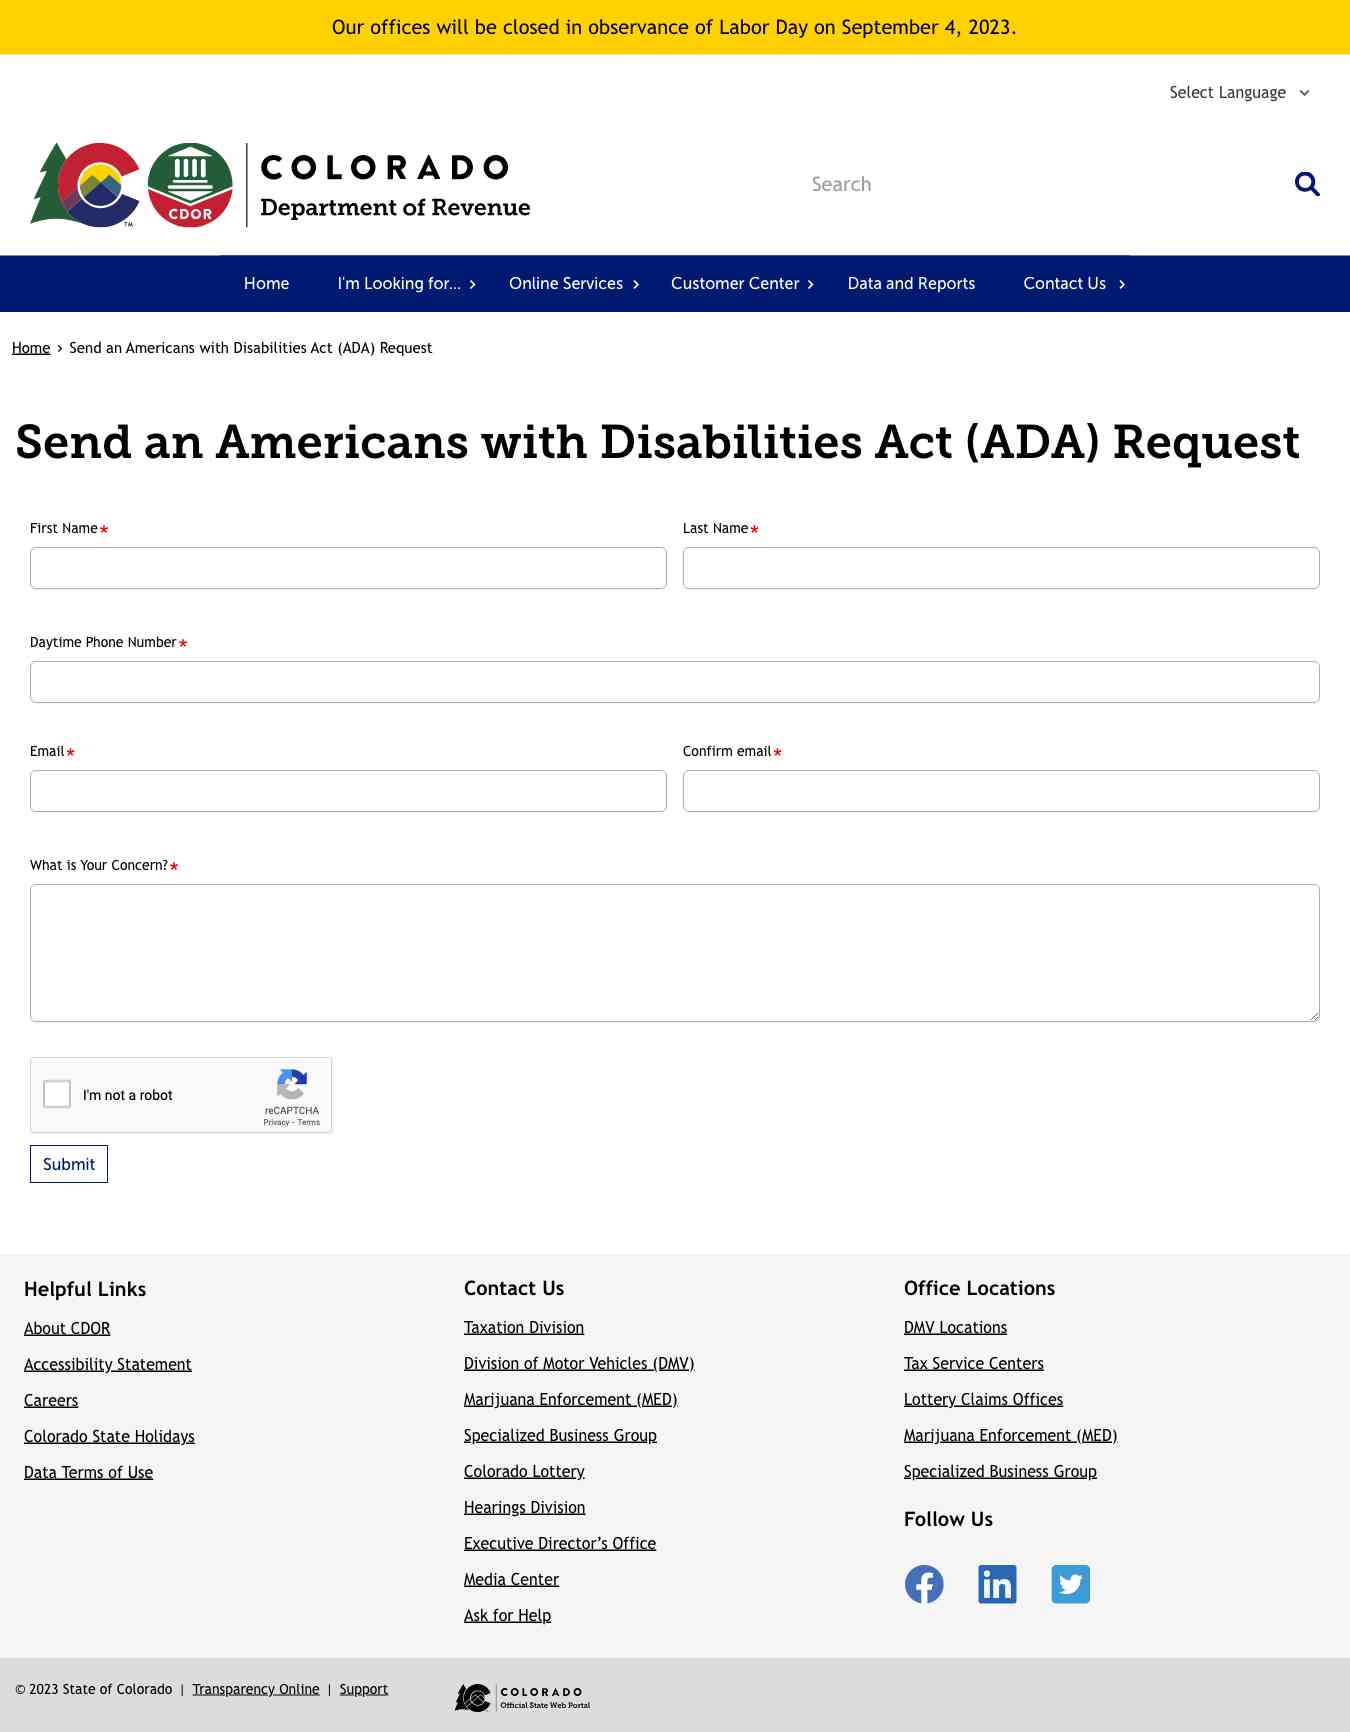 Our offices will be closed in observance of Labor Day on September 4, 2023.
Select Language
CDOR
TM
COLORADO
Department of Revenue
Search
Home I'm Looking for... Online Services Customer Center Data and Reports Contact Us
Home › Send an Americans with Disabilities Act (ADA) Request
Send an Americans with Disabilities Act (ADA) Request
First Name* Last Name*
Daytime Phone Number*
Email* Confirm email*
What is Your Concern?*
I'm not a robot
reCAPTCHA
Privacy - Terms
Submit
Helpful Links
About CDOR
Accessibility Statement
Careers
Colorado State Holidays
Data Terms of Use
Contact Us
Taxation Division
Division of Motor Vehicles (DMV)
Marijuana Enforcement (MED)
Specialized Business Group
Colorado Lottery
Hearings Division
Executive Director’s Office
Media Center
Ask for Help
Office Locations
DMV Locations
Tax Service Centers
Lottery Claims Offices
Marijuana Enforcement (MED)
Specialized Business Group
Follow Us
© 2023 State of Colorado | Transparency Online | Support
COLORADO
Official State Web Portal